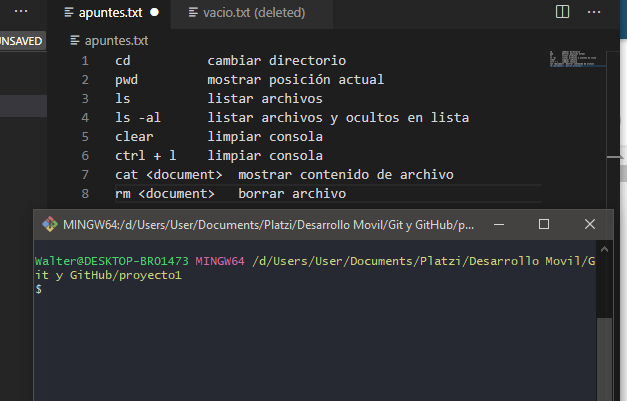 ··· apuntes.txt ● vacio.txt (deleted) ···
UNSAVED apuntes.txt
1 cd cambiar directorio
2 pwd mostrar posición actual
3 ls listar archivos
4 ls -al listar archivos y ocultos en lista
5 clear limpiar consola
6 ctrl + l limpiar consola
7 cat <document> mostrar contenido de archivo
8 rm <document> borrar archivo
MINGW64:/d/Users/User/Documents/Platzi/Desarrollo Movil/Git y GitHub/p...
Walter@DESKTOP-BRO1473 MINGW64 /d/Users/User/Documents/Platzi/Desarrollo Movil/G
it y GitHub/proyecto1
$